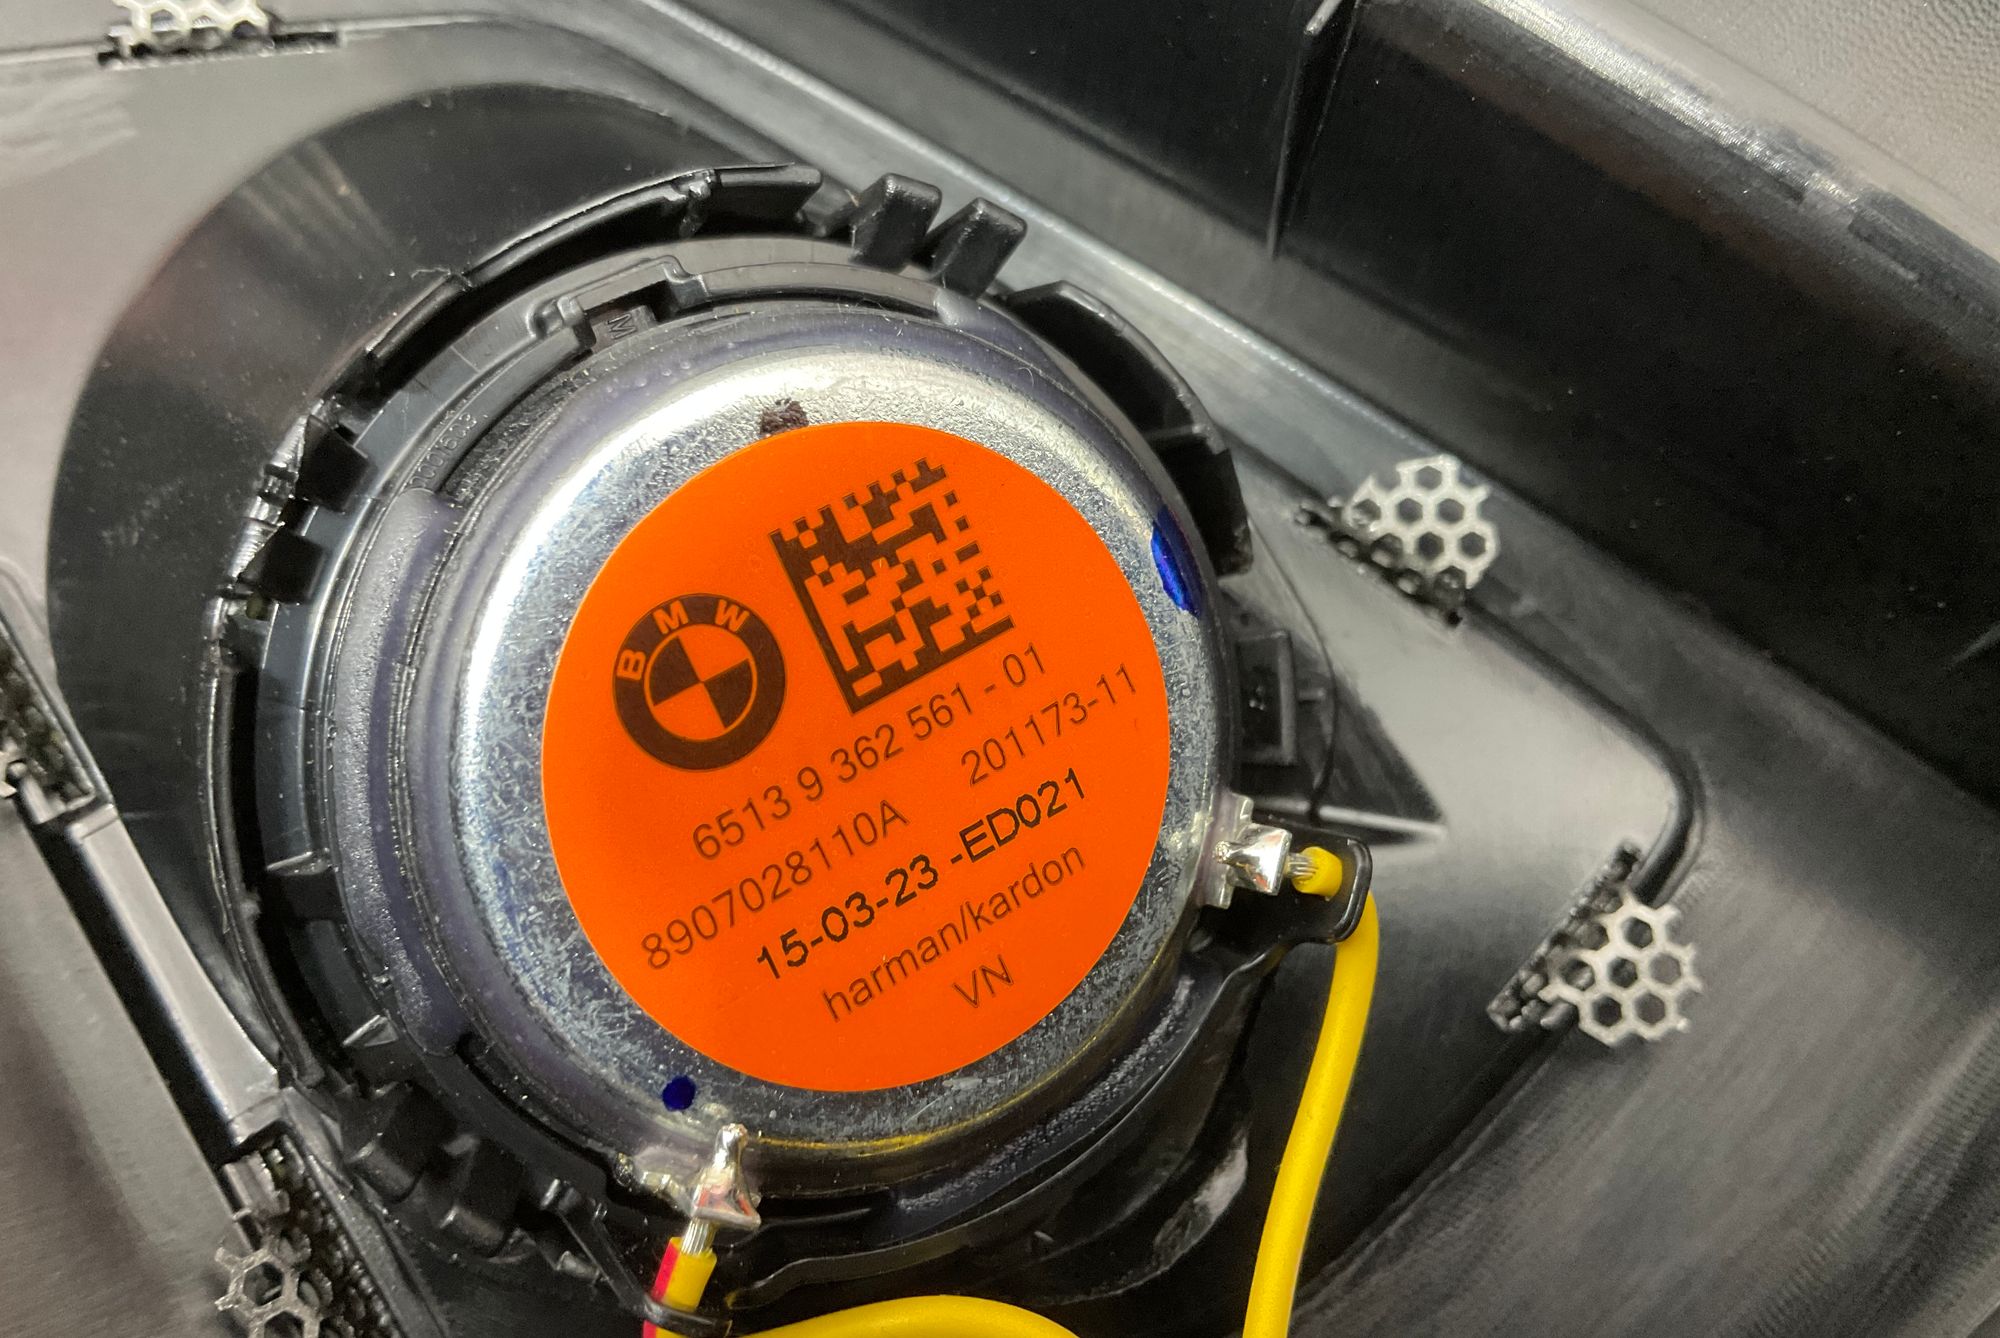 BMW
6513 9 362 561 - 01
8907028110A 201173-11
15-03-23 -ED021
harman/kardon
VN